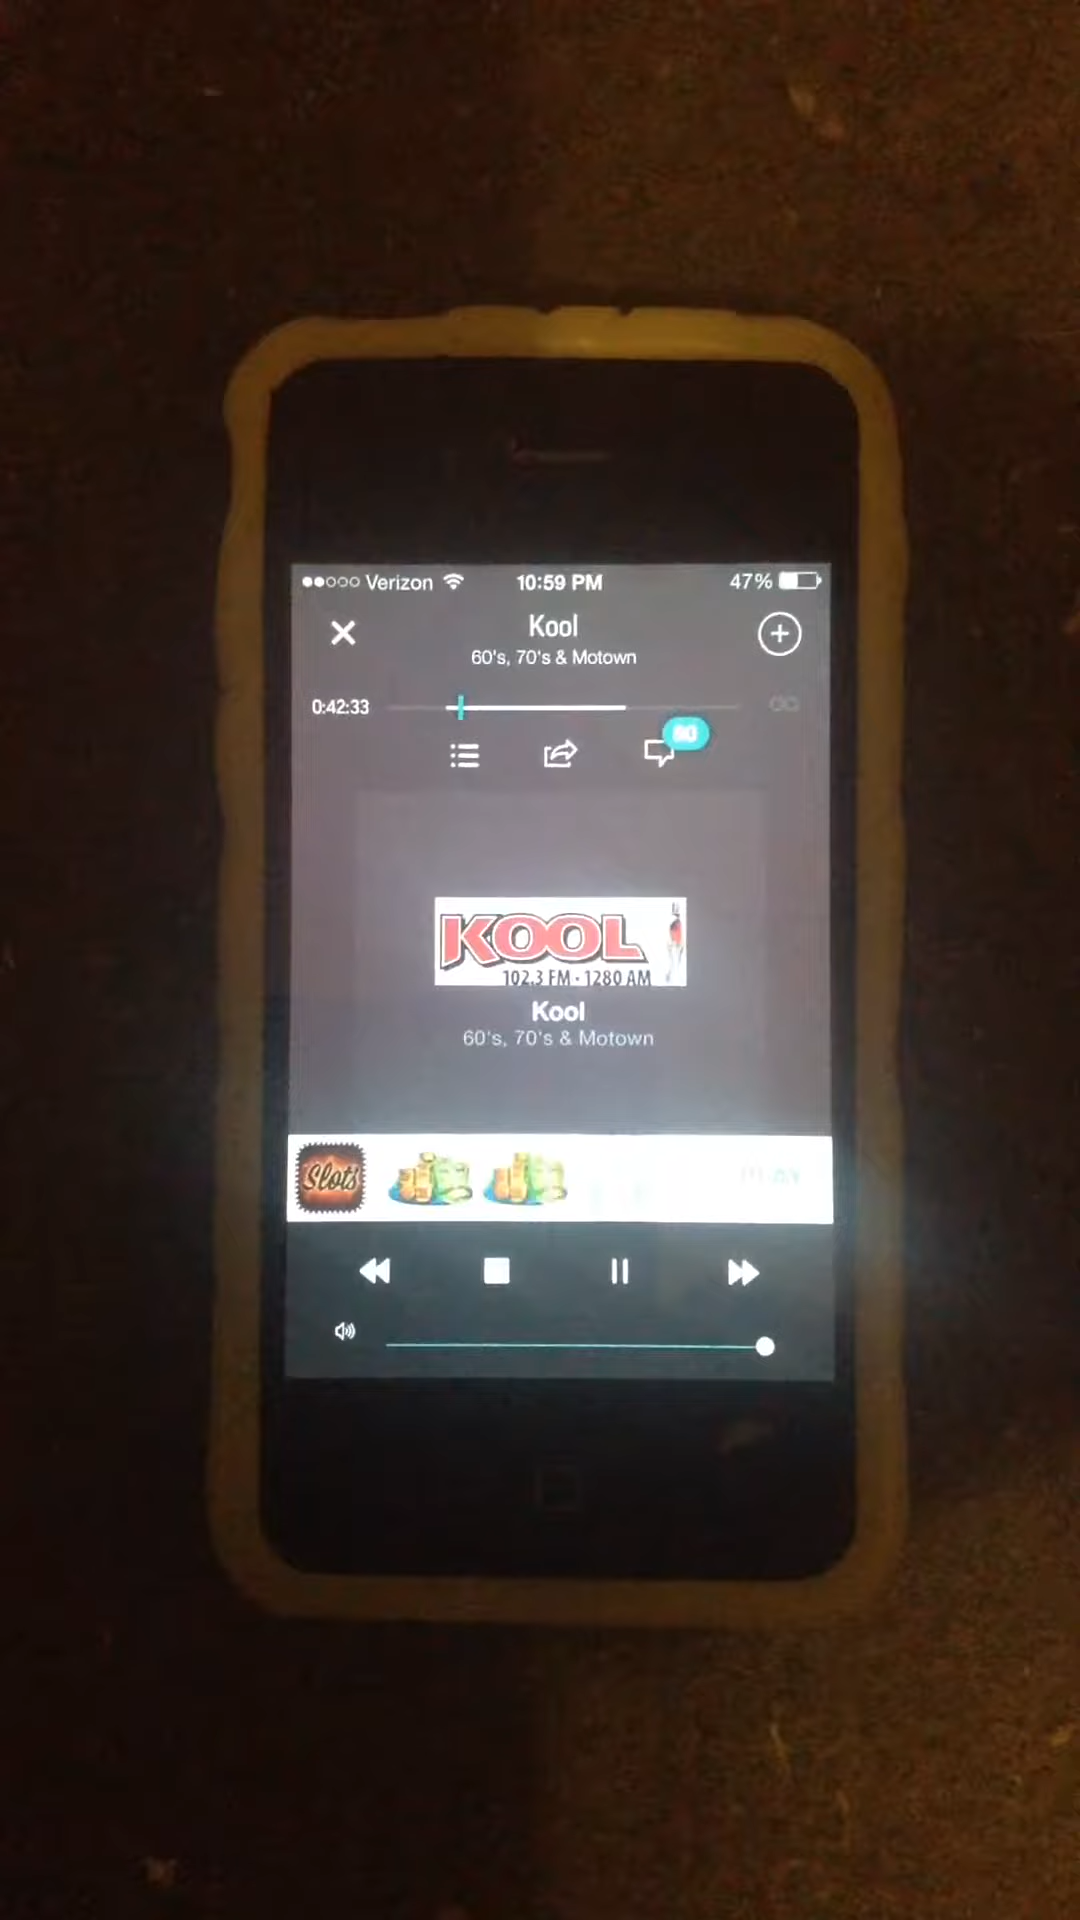 Verizon 10:59 PM 47%
Kool
60's, 70's & Motown
0:42:33
KOOL
102.3 FM - 1280 AM
Kool
60's, 70's & Motown
Slots